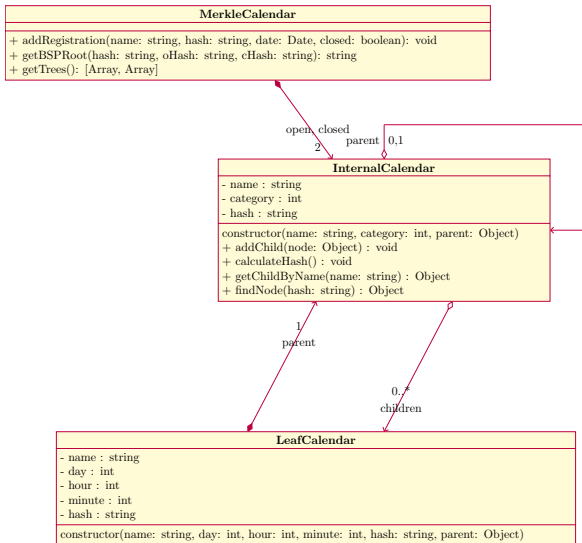 MerkleCalendar
+ addRegistration(name: string, hash: string, date: Date, closed: boolean): void
+ getBSPRoot(hash: string, oHash: string, cHash: string): string
+ getTrees(): [Array, Array]
open, closed
2
parent 0,1
InternalCalendar
- name : string
- category : int
- hash : string
constructor(name: string, category: int, parent: Object)
+ addChild(node: Object) : void
+ calculateHash() : void
+ getChildByName(name: string) : Object
+ findNode(hash: string) : Object
1
parent
0..*
children
LeafCalendar
- name : string
- day : int
- hour : int
- minute : int
- hash : string
constructor(name: string, day: int, hour: int, minute: int, hash: string, parent: Object)